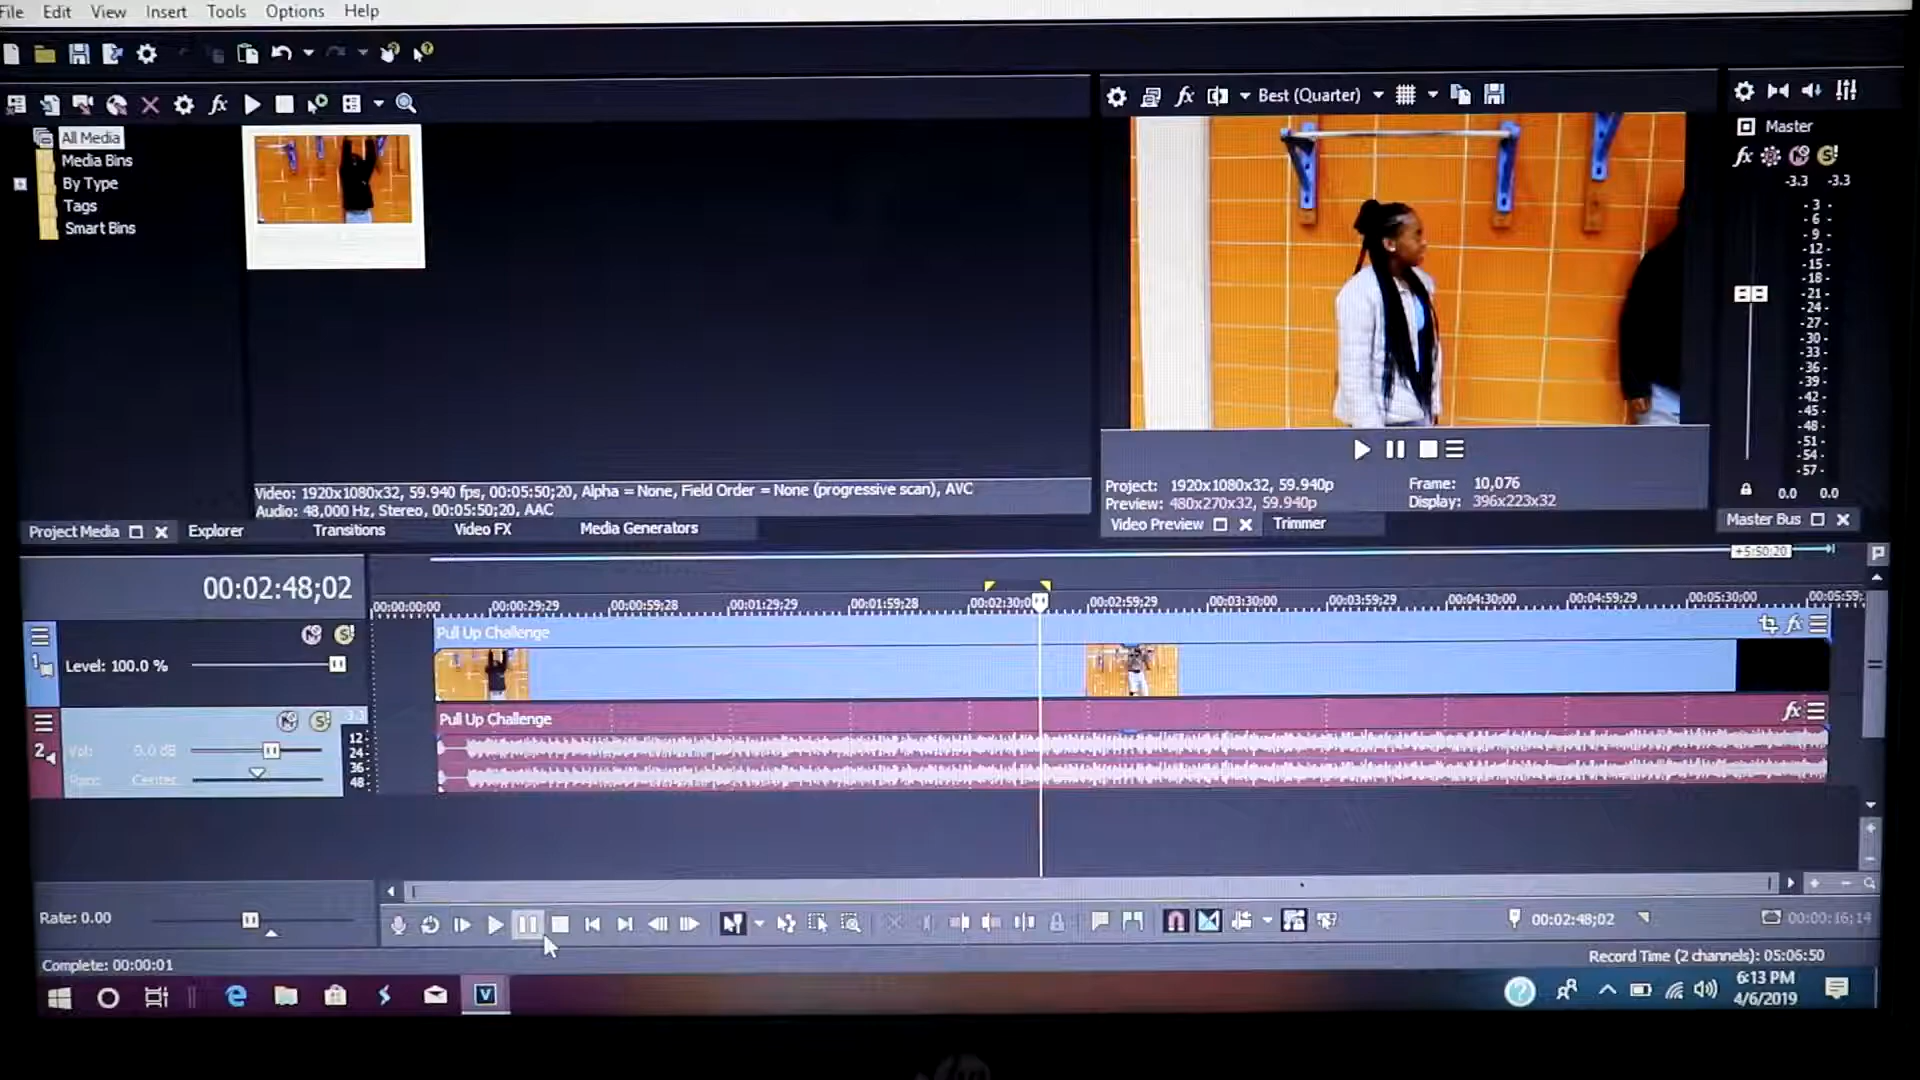 File Edit View Insert Tools Options Help
Best (Quarter)
All Media
Media Bins
By Type
Tags
Smart Bins
Master
-3.3 -3.3
- 3 -
- 6 -
- 9 -
-12-
-15-
-18-
-21-
-24-
-27-
-30-
-33-
-36-
-39-
-42-
-45-
-48-
-51-
-54-
-57-
0.0 0.0
Video: 1920x1080x32, 59.940 fps, 00:05:50;20, Alpha = None, Field Order = None (progressive scan), AVC
Audio: 48,000 Hz, Stereo, 00:05:50;20, AAC
Project: 1920x1080x32, 59.940p Frame: 10,076
Preview: 480x270x32, 59.940p Display: 396x223x32
Project Media Explorer Transitions Video FX Media Generators
Video Preview Trimmer
Master Bus
+5:50:20
00:02:48;02
00:00:00;00 00:00:29;29 00:00:59;28 00:01:29;29 00:01:59;28 00:02:30;00 00:02:59;29 00:03:30;00 00:03:59;29 00:04:30;00 00:04:59;29 00:05:30;00 00:05:59;
Pull Up Challenge
1
Level: 100.0 %
Pull Up Challenge
2
3.3
Vol: 0.0 dB
Pan: Center
12
24
36
48
Rate: 0.00
00:02:48;02
00:00:16;14
Complete: 00:00:01
Record Time (2 channels): 05:06:50
6:13 PM
4/6/2019
hp